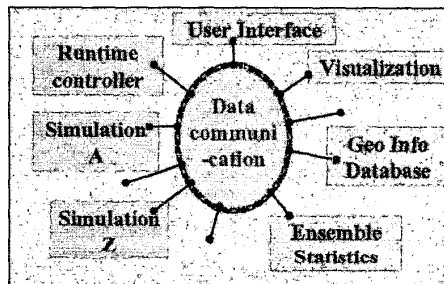 User Interface
Runtime
controller
Visualization
Data
communi
-cation
Simulation
A
Geo Info
Database
Simulation
Z
Ensemble
Statistics